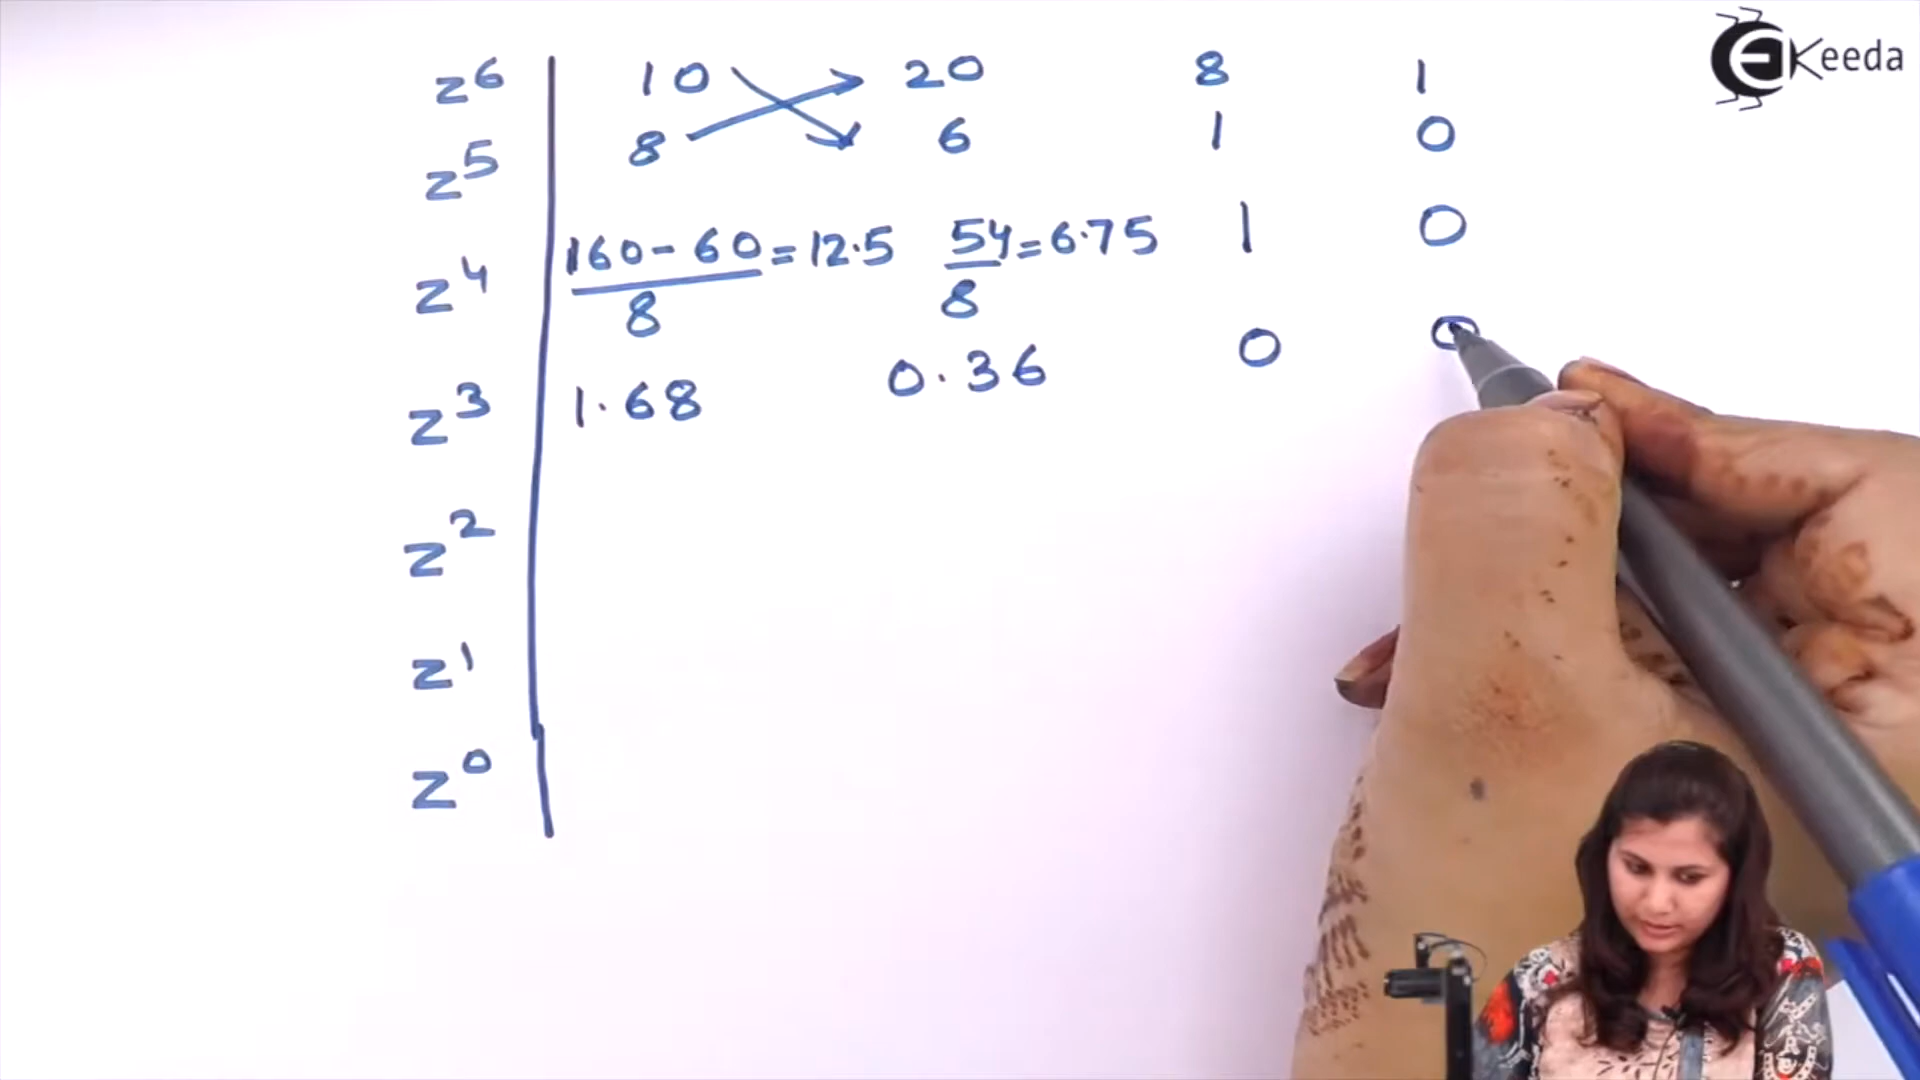 EKeeda
z⁶ 10 20 8 1
z⁵ 8 6 1 0
z⁴ 160-60/8 = 12.5 54/8 = 6.75 1 0
z³ 1.68 0.36 0 0
z²
z¹
z⁰